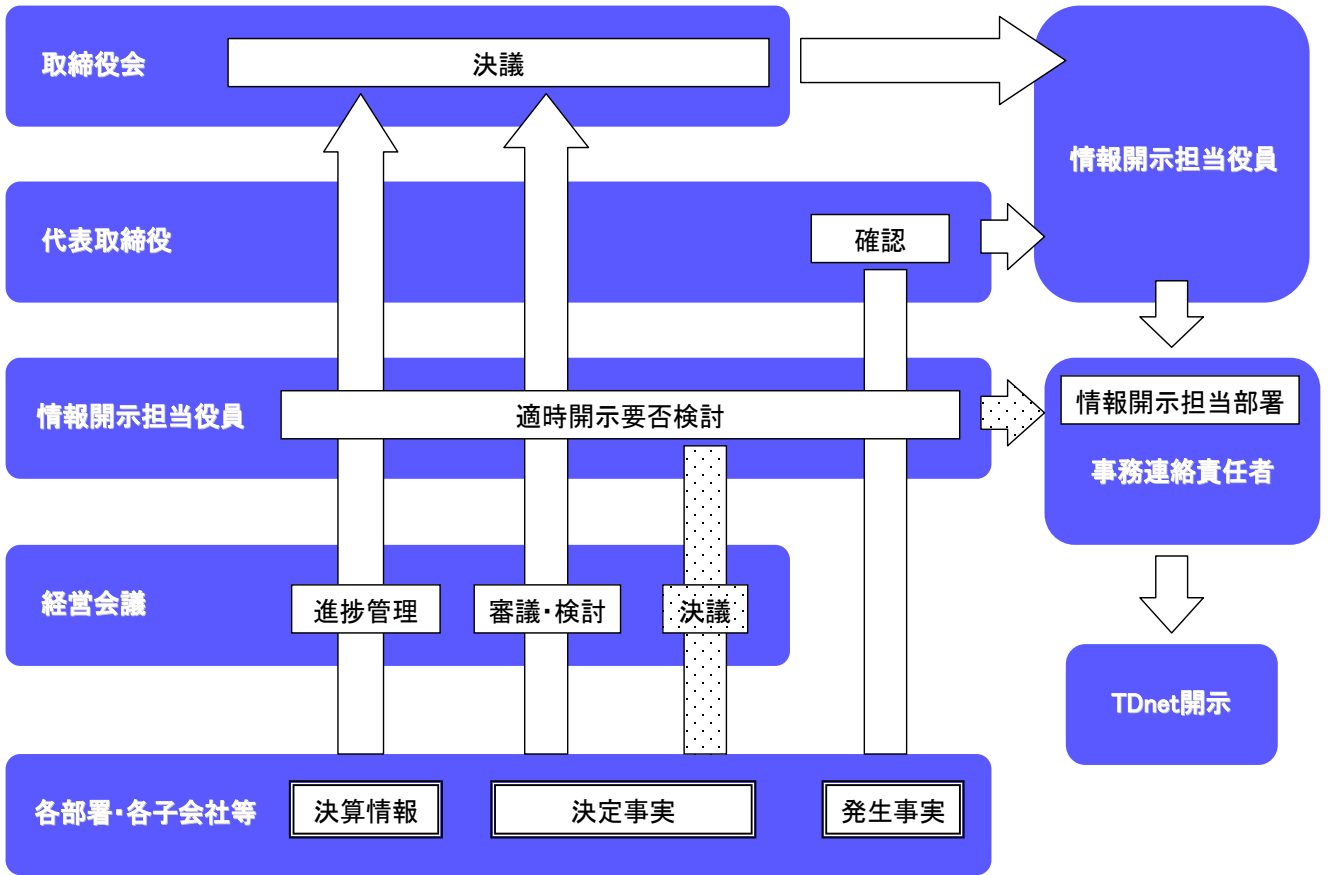 取締役会
決議
情報開示担当役員
代表取締役
確認
情報開示担当役員
適時開示要否検討
情報開示担当部署
事務連絡責任者
経営会議
進捗管理
審議・検討
決議
TDnet開示
各部署・各子会社等
決算情報
決定事実
発生事実